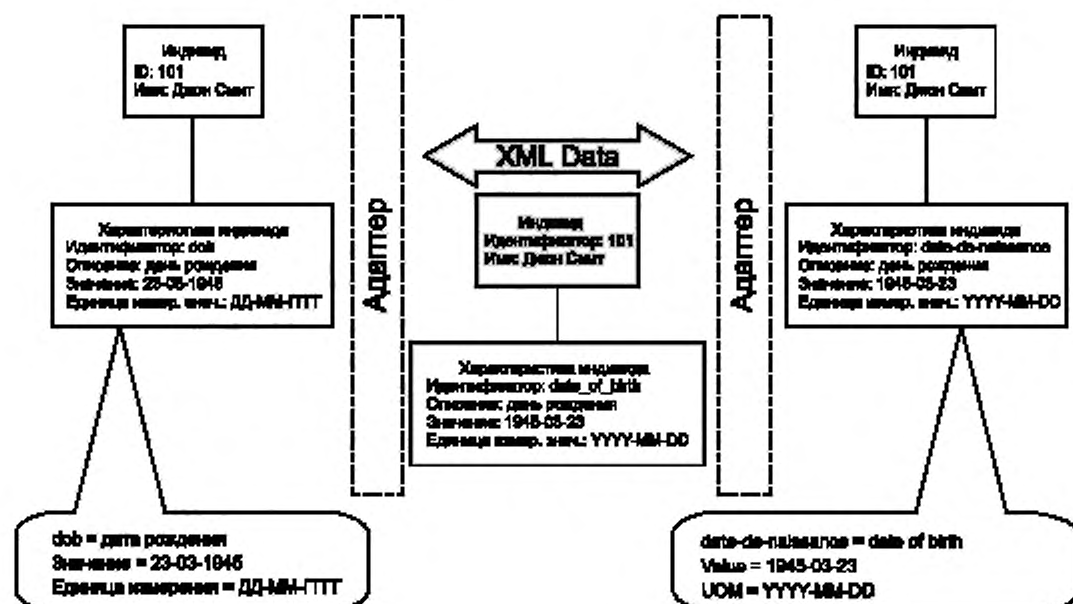 Индивид
ID: 101
Имя: Джон Смит
Характеристика индивида
Идентификатор: dob
Описание: день рождения
Значение: 23-03-1945
Единица измер. знач.: ДД-ММ-ГГГГ
dob = дата рождения
Значение = 23-03-1945
Единица измерения = ДД-ММ-ГГГГ
Адаптер
XML Data
Индивид
Идентификатор: 101
Имя: Джон Смит
Характеристика индивида
Идентификатор: date_of_birth
Описание: день рождения
Значение: 1945-03-23
Единица измер. знач.: YYYY-MM-DD
Адаптер
Индивид
ID: 101
Имя: Джон Смит
Характеристика индивида
Идентификатор: date-de-naissance
Описание: день рождения
Значение: 1945-03-23
Единица измер. знач.: YYYY-MM-DD
date-de-naissance = date of birth
Value = 1945-03-23
UOM = YYYY-MM-DD